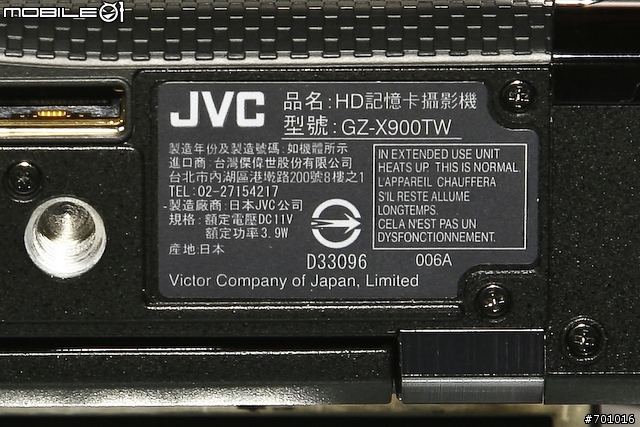 MOBILE01
JVC
品名:HD記憶卡攝影機
型號:GZ-X900TW
製造年份及製造號碼:如機體所示
進口商:台灣傑偉世股份有限公司
台北市內湖區港墘路200號8樓之1
TEL:02-27154217
製造廠商:日本JVC公司
規格:額定電壓DC11V
額定功率3.9W
產地:日本
IN EXTENDED USE UNIT
HEATS UP. THIS IS NORMAL.
L'APPAREIL CHAUFFERA
S'IL RESTE ALLUME
LONGTEMPS.
CELA N'EST PAS UN
DYSFONCTIONNEMENT.
D33096
006A
Victor Company of Japan, Limited
#701016